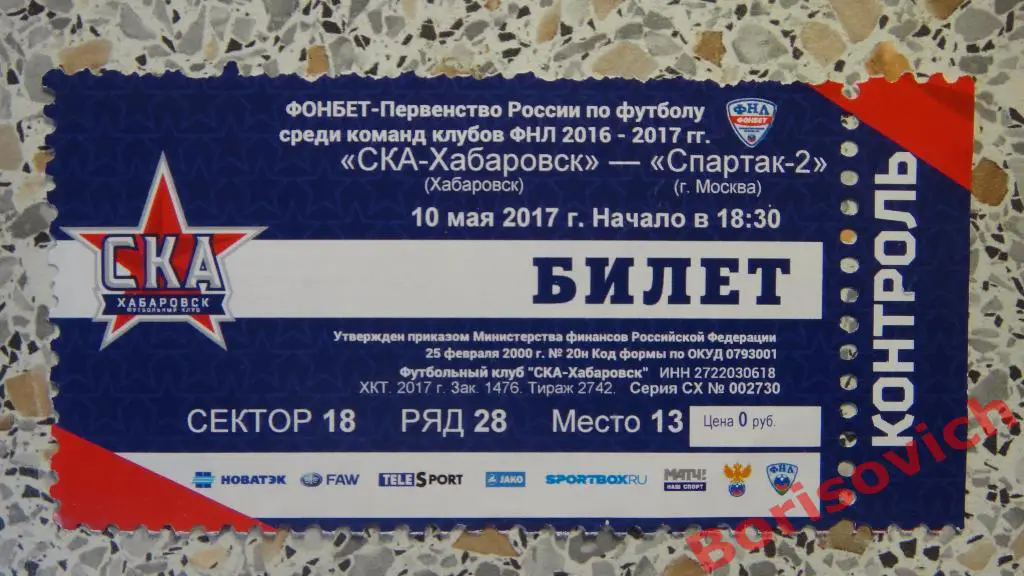 ФОНБЕТ-Первенство России по футболу
среди команд клубов ФНЛ 2016 - 2017 гг.
ФНЛ
ФОНБЕТ
«СКА-Хабаровск» — «Спартак-2»
(Хабаровск) (г. Москва)
10 мая 2017 г. Начало в 18:30
СКА
ХАБАРОВСК
ФУТБОЛЬНЫЙ КЛУБ
БИЛЕТ
Утвержден приказом Министерства финансов Российской Федерации
25 февраля 2000 г. № 20н Код формы по ОКУД 0793001
Футбольный клуб "СКА-Хабаровск" ИНН 2722030618
ХКТ. 2017 г. Зак. 1476. Тираж 2742. Серия СХ № 002730
СЕКТОР 18 РЯД 28 Место 13 Цена 0 руб.
НОВАТЭК FAW TELESPORT JAKO SPORTBOX.RU МАТЧ! НАШ СПОРТ ФНЛ
КОНТРОЛЬ
Borisovich